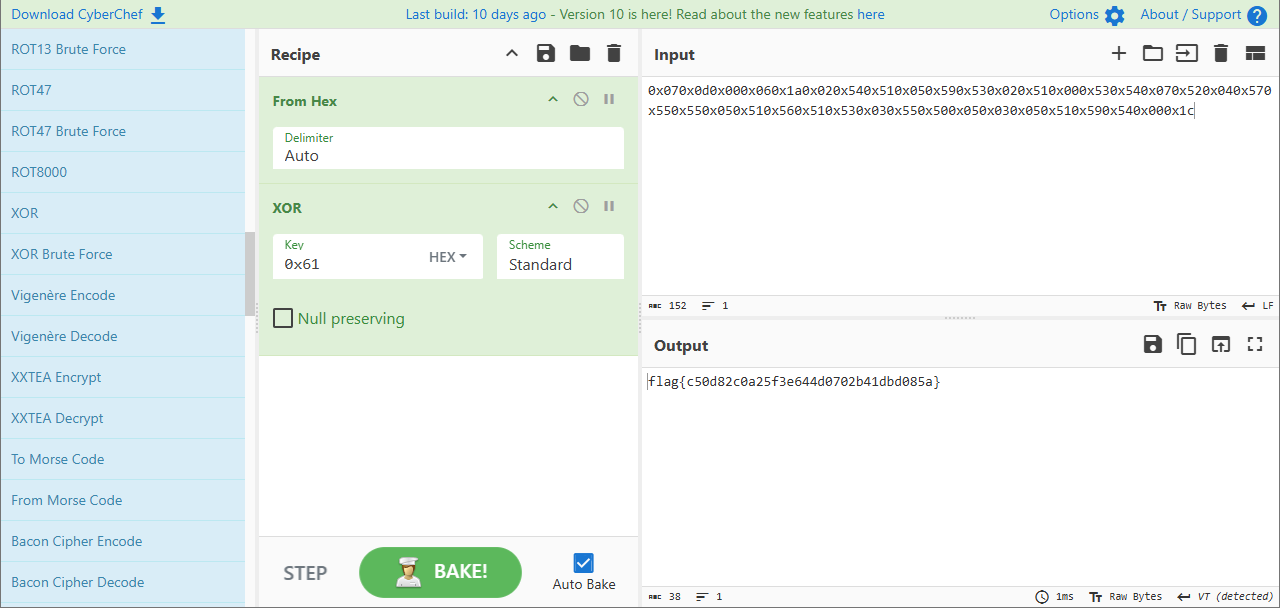 Download CyberChef
Last build: 10 days ago - Version 10 is here! Read about the new features here
Options
About / Support
ROT13 Brute Force
ROT47
ROT47 Brute Force
ROT8000
XOR
XOR Brute Force
Vigenère Encode
Vigenère Decode
XXTEA Encrypt
XXTEA Decrypt
To Morse Code
From Morse Code
Bacon Cipher Encode
Bacon Cipher Decode
Recipe
From Hex
Delimiter
Auto
XOR
Key
0x61
HEX
Scheme
Standard
Null preserving
STEP
BAKE!
Auto Bake
Input
0x070x0d0x000x060x1a0x020x540x510x050x590x530x020x510x000x530x540x070x520x040x570
x550x550x050x510x560x510x530x030x550x500x050x030x050x510x590x540x000x1c
ABC 152
1
Raw Bytes
LF
Output
flag{c50d82c0a25f3e644d0702b41dbd085a}
ABC 38
1
1ms
Raw Bytes
VT (detected)